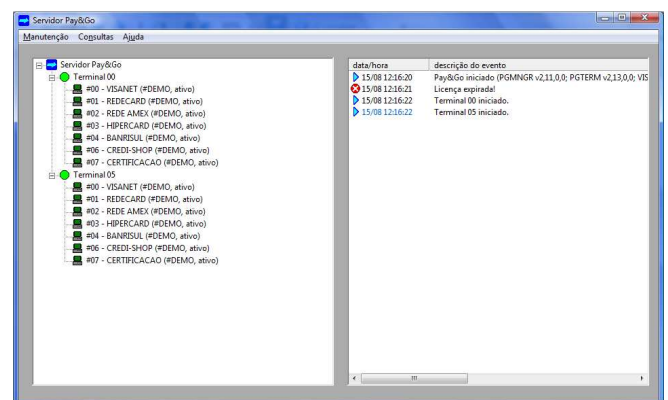 Servidor Pay&Go
Manutenção Consultas Ajuda
Servidor Pay&Go
Terminal 00
#00 - VISANET (#DEMO, ativo)
#01 - REDECARD (#DEMO, ativo)
#02 - REDE AMEX (#DEMO, ativo)
#03 - HIPERCARD (#DEMO, ativo)
#04 - BANRISUL (#DEMO, ativo)
#06 - CREDI-SHOP (#DEMO, ativo)
#07 - CERTIFICACAO (#DEMO, ativo)
Terminal 05
#00 - VISANET (#DEMO, ativo)
#01 - REDECARD (#DEMO, ativo)
#02 - REDE AMEX (#DEMO, ativo)
#03 - HIPERCARD (#DEMO, ativo)
#04 - BANRISUL (#DEMO, ativo)
#06 - CREDI-SHOP (#DEMO, ativo)
#07 - CERTIFICACAO (#DEMO, ativo)
data/hora descrição do evento
15/08 12:16:20 Pay&Go iniciado (PGMNGR v2,11,0,0; PGTERM v2,13,0,0; VIS
15/08 12:16:21 Licença expirada!
15/08 12:16:22 Terminal 00 iniciado.
15/08 12:16:22 Terminal 05 iniciado.